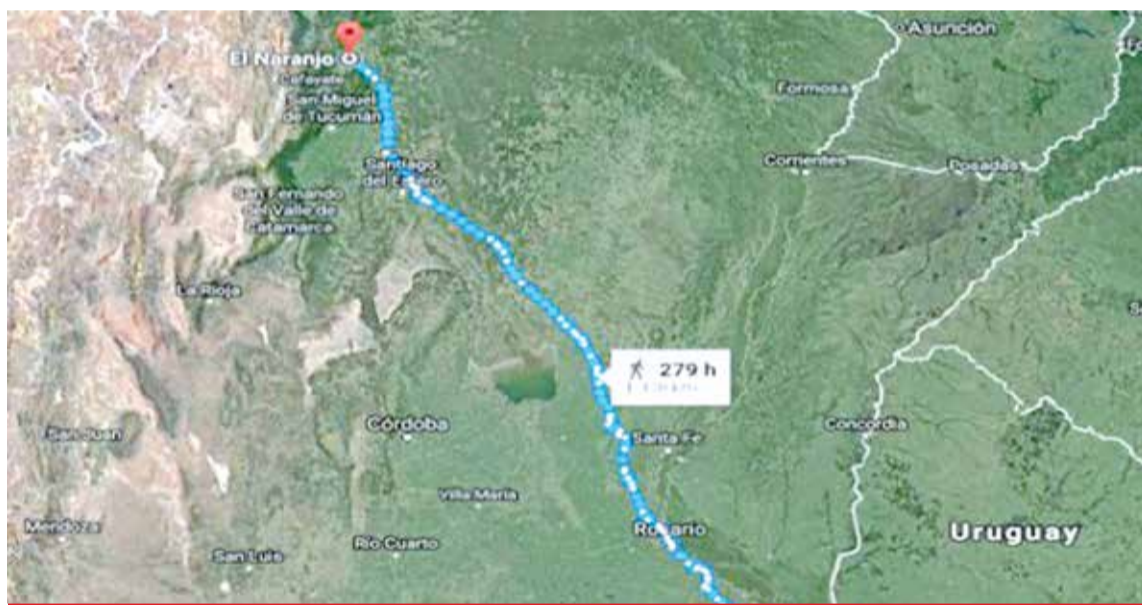 Asunción
El Naranjo
Cafayate
San Miguel
de Tucumán
Formosa
Corrientes
Posadas
Santiago
del Estero
San Fernando
del Valle de
Catamarca
La Rioja
279 h
Córdoba
Santa Fe
Concordia
San Juan
Villa María
Rosario
Mendoza
Río Cuarto
San Luis
Uruguay